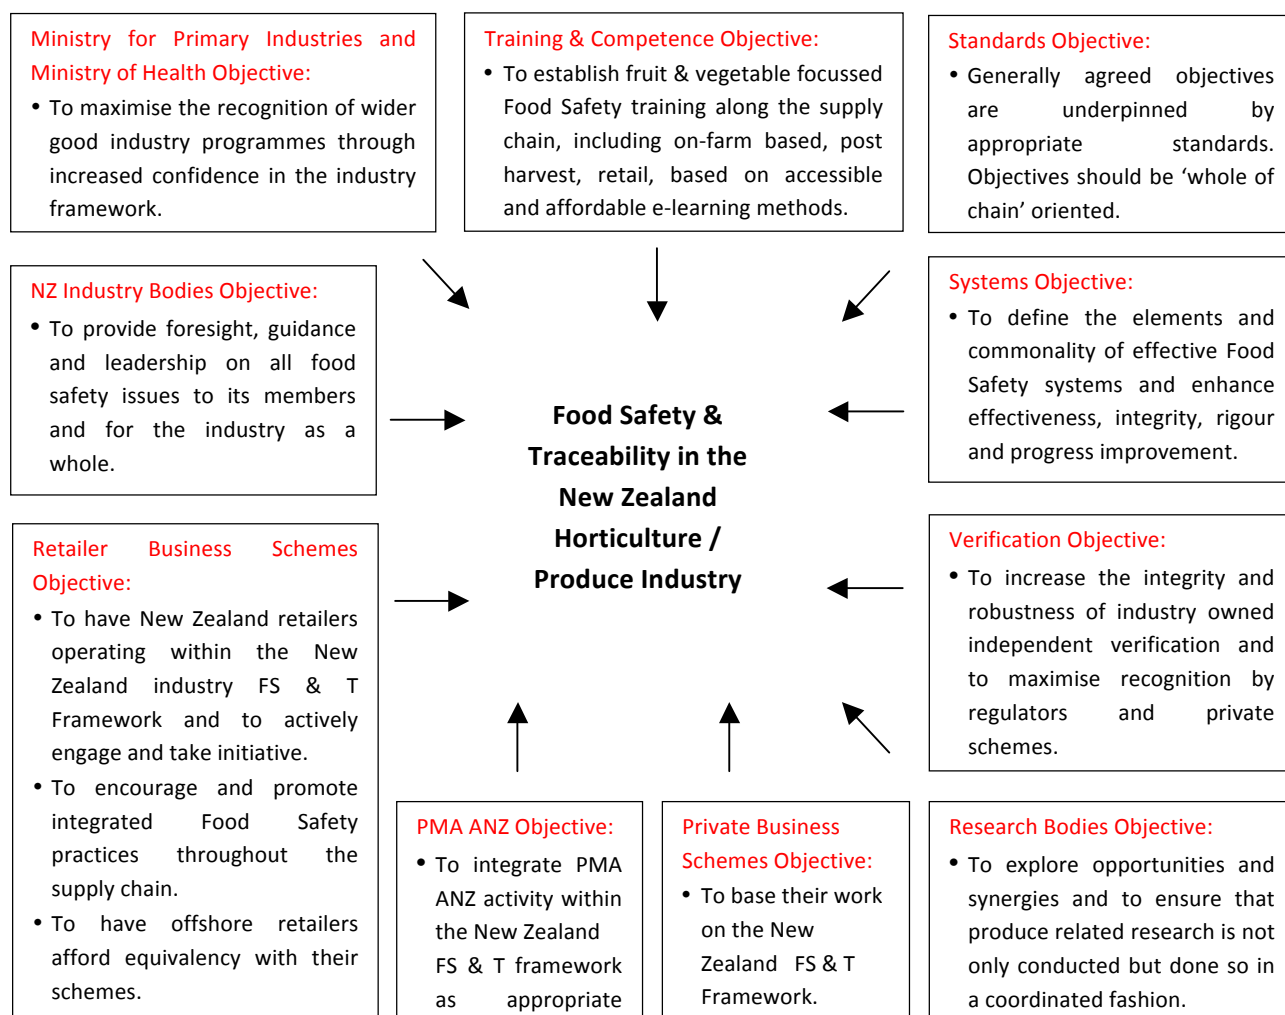 Ministry for Primary Industries and
Ministry of Health Objective:
• To maximise the recognition of wider
good industry programmes through
increased confidence in the industry
framework.
Training & Competence Objective:
• To establish fruit & vegetable focussed
Food Safety training along the supply
chain, including on-farm based, post
harvest, retail, based on accessible
and affordable e-learning methods.
Standards Objective:
• Generally agreed objectives
are underpinned by
appropriate standards.
Objectives should be ‘whole of
chain’ oriented.
NZ Industry Bodies Objective:
• To provide foresight, guidance
and leadership on all food
safety issues to its members
and for the industry as a
whole.
Food Safety &
Traceability in the
New Zealand
Horticulture /
Produce Industry
Systems Objective:
• To define the elements and
commonality of effective Food
Safety systems and enhance
effectiveness, integrity, rigour
and progress improvement.
Retailer Business Schemes
Objective:
• To have New Zealand retailers
operating within the New
Zealand industry FS & T
Framework and to actively
engage and take initiative.
• To encourage and promote
integrated Food Safety
practices throughout the
supply chain.
• To have offshore retailers
afford equivalency with their
schemes.
Verification Objective:
• To increase the integrity and
robustness of industry owned
independent verification and
to maximise recognition by
regulators and private
schemes.
PMA ANZ Objective:
• To integrate PMA
ANZ activity within
the New Zealand
FS & T framework
as appropriate
Private Business
Schemes Objective:
• To base their work
on the New
Zealand FS & T
Framework.
Research Bodies Objective:
• To explore opportunities and
synergies and to ensure that
produce related research is not
only conducted but done so in
a coordinated fashion.